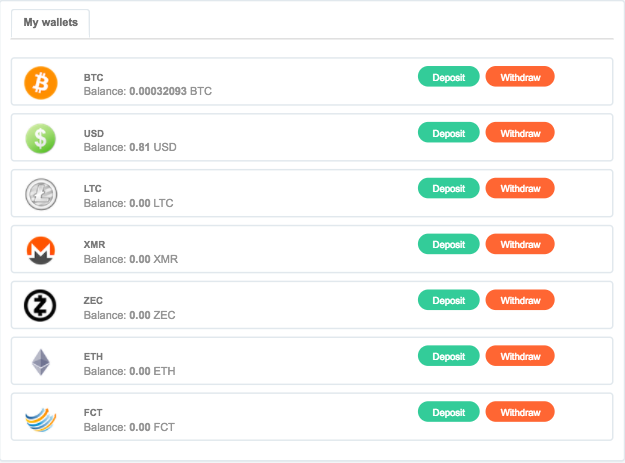 My wallets
BTC
Balance: 0.00032093 BTC
Deposit Withdraw
USD
Balance: 0.81 USD
Deposit Withdraw
LTC
Balance: 0.00 LTC
Deposit Withdraw
XMR
Balance: 0.00 XMR
Deposit Withdraw
ZEC
Balance: 0.00 ZEC
Deposit Withdraw
ETH
Balance: 0.00 ETH
Deposit Withdraw
FCT
Balance: 0.00 FCT
Deposit Withdraw